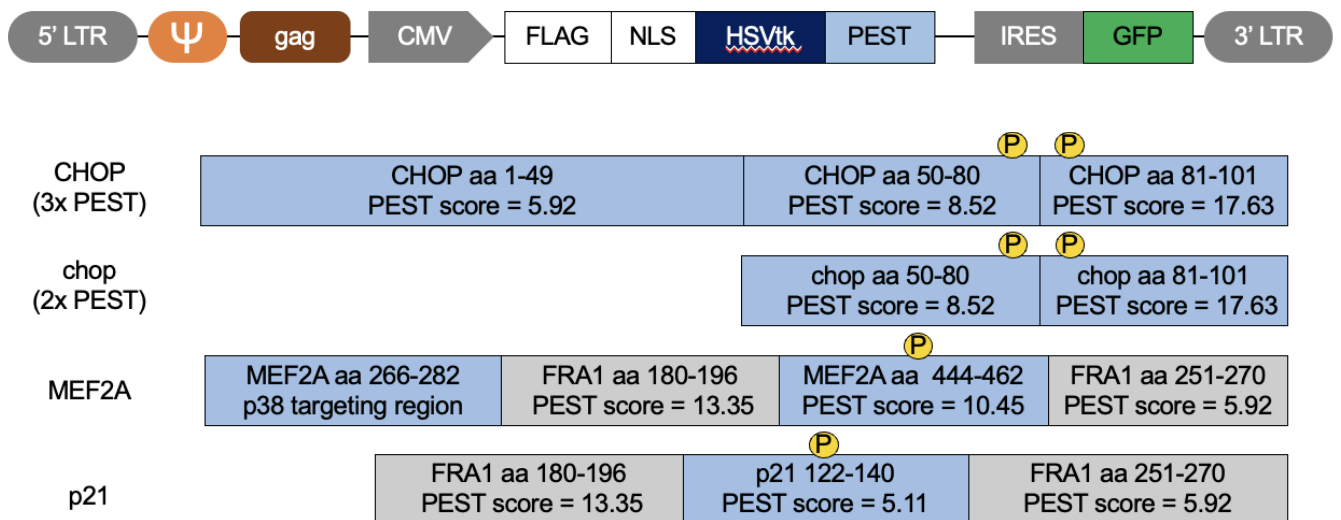 5’ LTR
Ψ
gag
CMV
FLAG
NLS
HSVtk
PEST
IRES
GFP
3’ LTR
CHOP
(3x PEST)
CHOP aa 1-49
PEST score = 5.92
P
CHOP aa 50-80
PEST score = 8.52
P
CHOP aa 81-101
PEST score = 17.63
chop
(2x PEST)
P
chop aa 50-80
PEST score = 8.52
P
chop aa 81-101
PEST score = 17.63
MEF2A
MEF2A aa 266-282
p38 targeting region
FRA1 aa 180-196
PEST score = 13.35
P
MEF2A aa 444-462
PEST score = 10.45
FRA1 aa 251-270
PEST score = 5.92
p21
FRA1 aa 180-196
PEST score = 13.35
P
p21 122-140
PEST score = 5.11
FRA1 aa 251-270
PEST score = 5.92